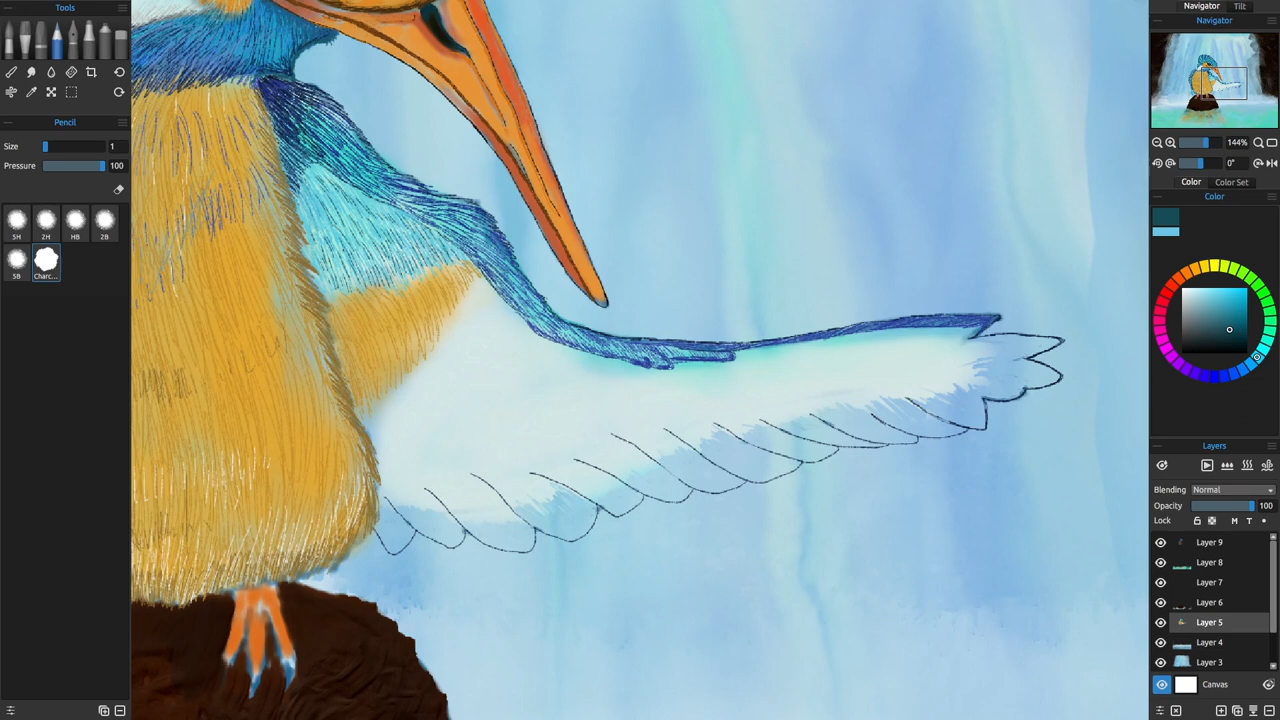 Tools
Pencil
Size 1
Pressure 100
5H 2H HB 2B
5B Charc...
Navigator Tilt
Navigator
144%
0°
Color Color Set
Color
Layers
Blending Normal
Opacity 100
Lock M T
Layer 9
Layer 8
Layer 7
Layer 6
Layer 5
Layer 4
Layer 3
Canvas